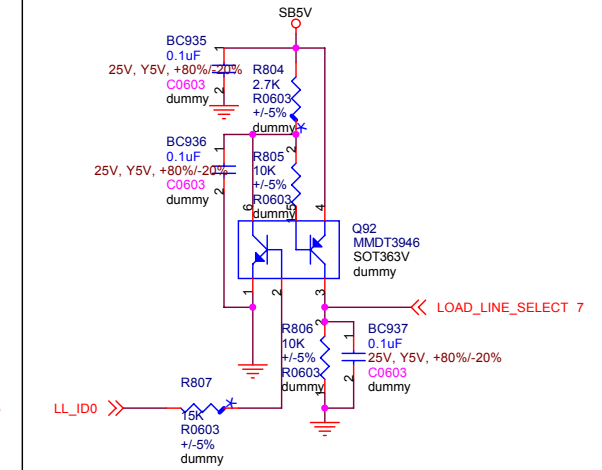 SB5V
BC935
0.1uF
25V, Y5V, +80%/-20%
C0603
dummy
1
2
R804
2.7K
R0603
+/-5%
dummy
BC936
0.1uF
25V, Y5V, +80%/-20%
C0603
dummy
1
2
2
R805
10K
+/-5%
R0603
dummy
1
6
5
4
Q92
MMDT3946
SOT363V
dummy
1
2
3
LOAD_LINE_SELECT 7
R806
10K
+/-5%
R0603
dummy
2
1
BC937
0.1uF
25V, Y5V, +80%/-20%
C0603
dummy
1
2
R807
LL_ID0
15K
R0603
+/-5%
dummy